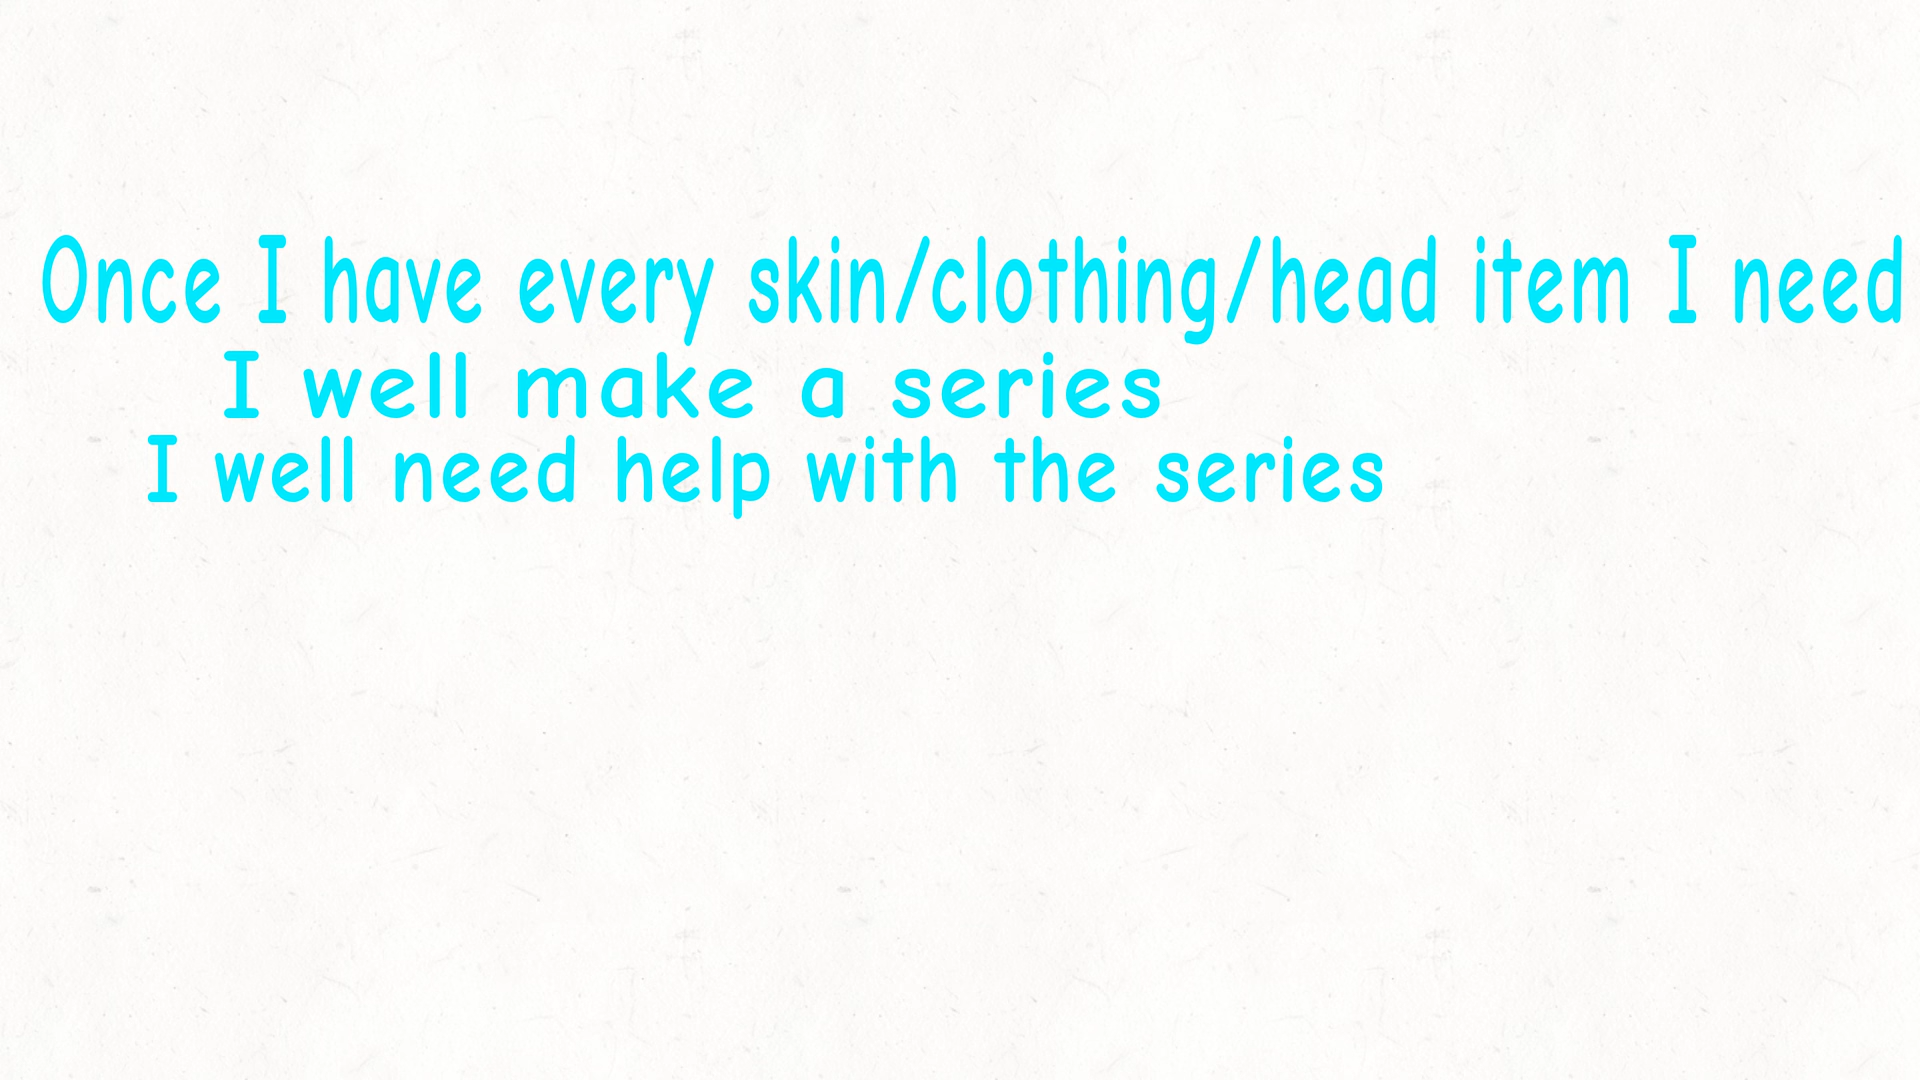 Once I have every skin/clothing/head item I need
I well make a series
I well need help with the series